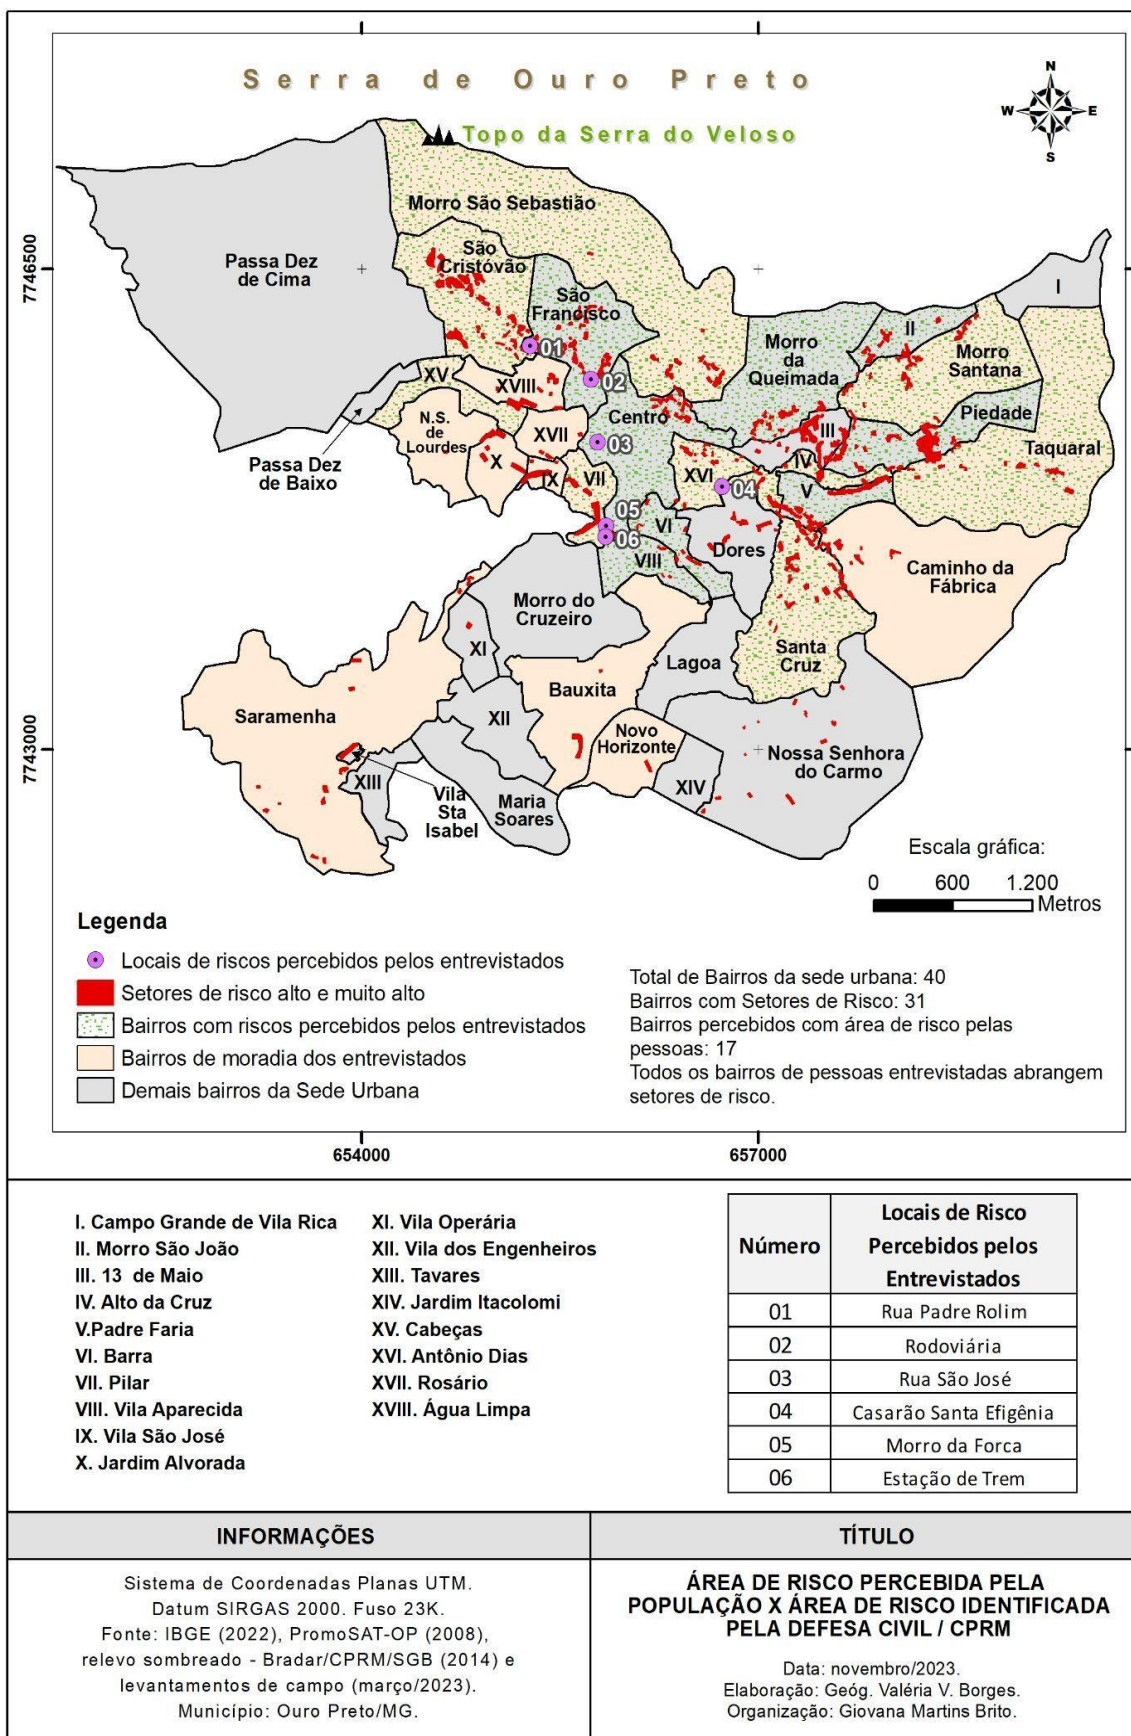 Serra de Ouro Preto
Topo da Serra do Veloso
N
W
E
S
7746500
7743000
Morro São Sebastião
Passa Dez
de Cima
São
Cristóvão
São
Francisco
I
II
Morro
da
Queimada
Morro
Santana
01
02
XV
XVIII
Centro
III
Piedade
N.S.
de
Lourdes
XVII
03
Taquaral
Passa Dez
de Baixo
X
IX
VII
XVI
IV
04
V
05
06
VI
VIII
Dores
Morro do
Cruzeiro
Caminho da
Fábrica
XI
Lagoa
Santa
Cruz
Saramenha
XII
Bauxita
Novo
Horizonte
Nossa Senhora
do Carmo
XIII
Vila
Sta
Isabel
Maria
Soares
XIV
Escala gráfica:
0 600 1.200
Metros
Legenda
Locais de riscos percebidos pelos entrevistados
Setores de risco alto e muito alto
Bairros com riscos percebidos pelos entrevistados
Bairros de moradia dos entrevistados
Demais bairros da Sede Urbana
Total de Bairros da sede urbana: 40
Bairros com Setores de Risco: 31
Bairros percebidos com área de risco pelas
pessoas: 17
Todos os bairros de pessoas entrevistadas abrangem
setores de risco.
654000
657000
I. Campo Grande de Vila Rica
II. Morro São João
III. 13 de Maio
IV. Alto da Cruz
V.Padre Faria
VI. Barra
VII. Pilar
VIII. Vila Aparecida
IX. Vila São José
X. Jardim Alvorada
XI. Vila Operária
XII. Vila dos Engenheiros
XIII. Tavares
XIV. Jardim Itacolomi
XV. Cabeças
XVI. Antônio Dias
XVII. Rosário
XVIII. Água Limpa
Número
Locais de Risco
Percebidos pelos
Entrevistados
01 Rua Padre Rolim
02 Rodoviária
03 Rua São José
04 Casarão Santa Efigênia
05 Morro da Forca
06 Estação de Trem
INFORMAÇÕES
Sistema de Coordenadas Planas UTM.
Datum SIRGAS 2000. Fuso 23K.
Fonte: IBGE (2022), PromoSAT-OP (2008),
relevo sombreado - Bradar/CPRM/SGB (2014) e
levantamentos de campo (março/2023).
Município: Ouro Preto/MG.
TÍTULO
ÁREA DE RISCO PERCEBIDA PELA
POPULAÇÃO X ÁREA DE RISCO IDENTIFICADA
PELA DEFESA CIVIL / CPRM
Data: novembro/2023.
Elaboração: Geóg. Valéria V. Borges.
Organização: Giovana Martins Brito.